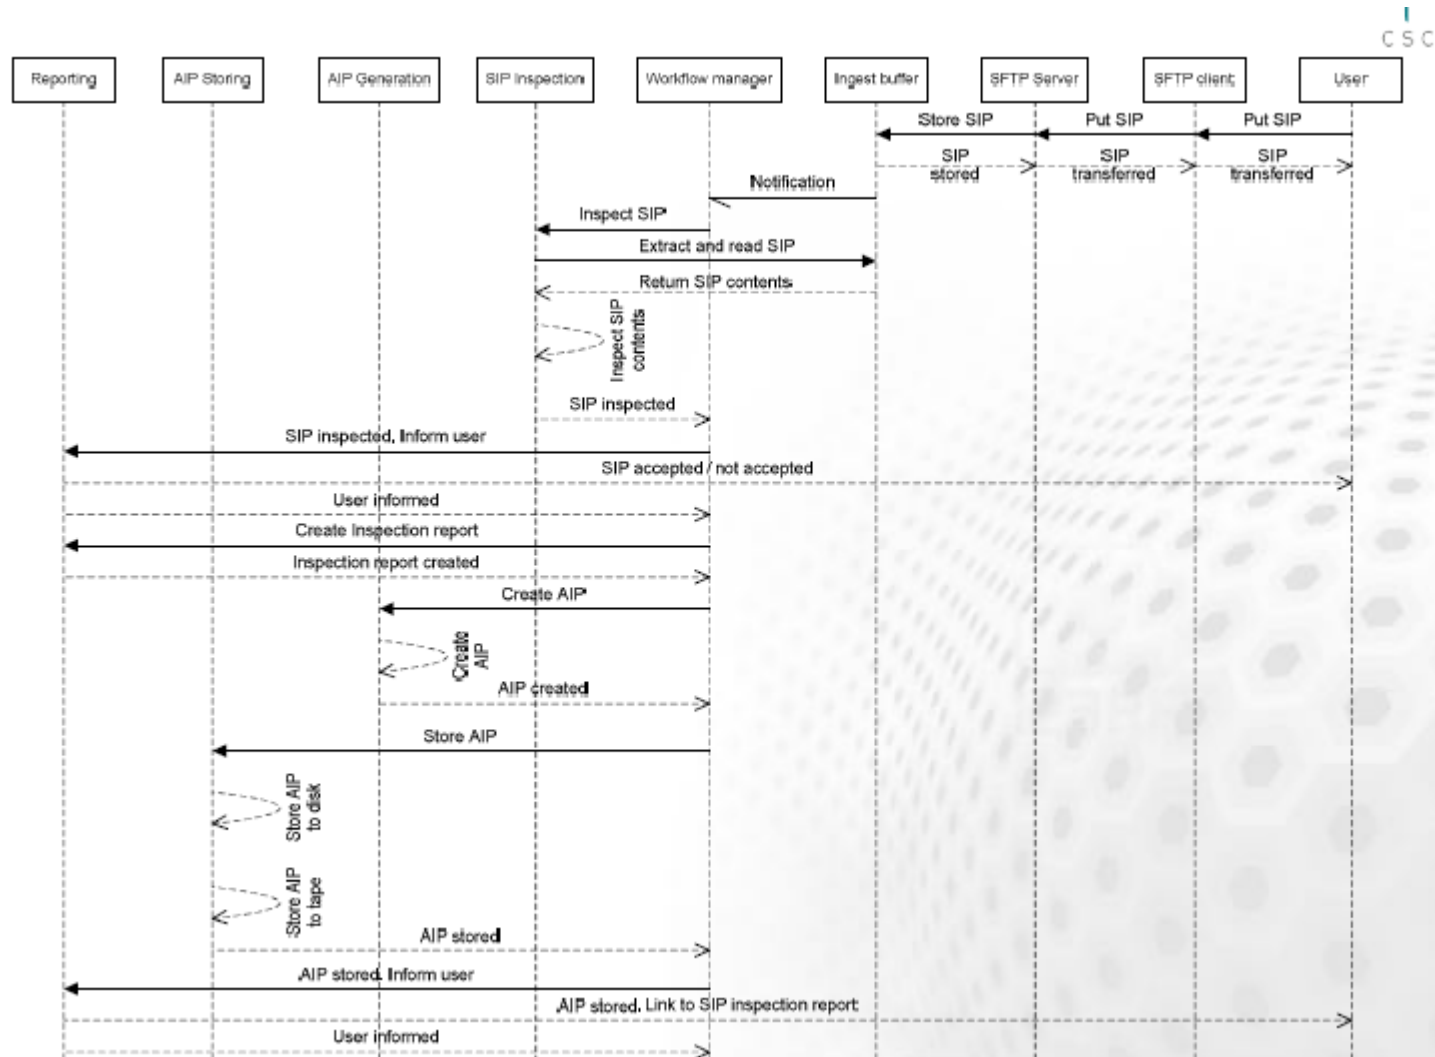 CSC
Reporting
AIP Storing
AIP Generation
SIP Inspection
Workflow manager
Ingest buffer
SFTP Server
SFTP client
User
Store SIP
Put SIP
Put SIP
SIP
stored
SIP
transferred
SIP
transferred
Notification
Inspect SIP
Extract and read SIP
Return SIP contents
Inspect SIP
contents
SIP inspected
SIP inspected, Inform user
SIP accepted / not accepted
User informed
Create Inspection report
Inspection report created
Create AIP
Create
AIP
AIP created
Store AIP
Store AIP
to disk
Store AIP
to tape
AIP stored
AIP stored. Inform user
AIP stored. Link to SIP inspection report
User informed